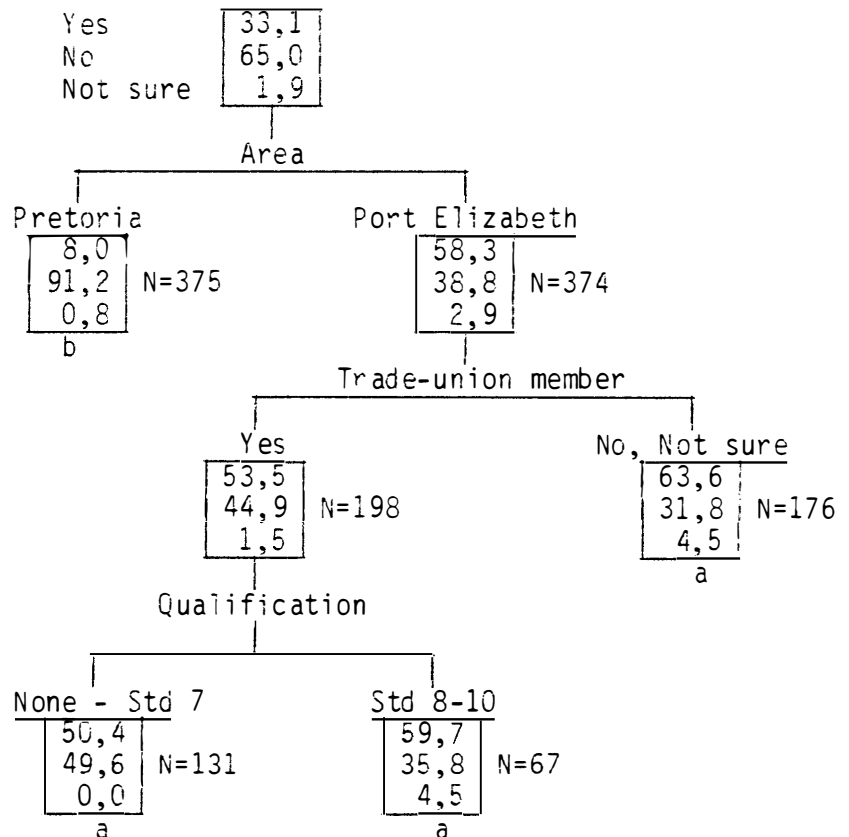 Yes 33,1
No 65,0
Not sure 1,9
Area
Pretoria Port Elizabeth
8,0 58,3
91,2 N=375 38,8 N=374
0,8 2,9
b
Trade-union member
Yes No, Not sure
53,5 63,6
44,9 N=198 31,8 N=176
1,5 4,5
a
Qualification
None - Std 7 Std 8-10
50,4 59,7
49,6 N=131 35,8 N=67
0,0 4,5
a a